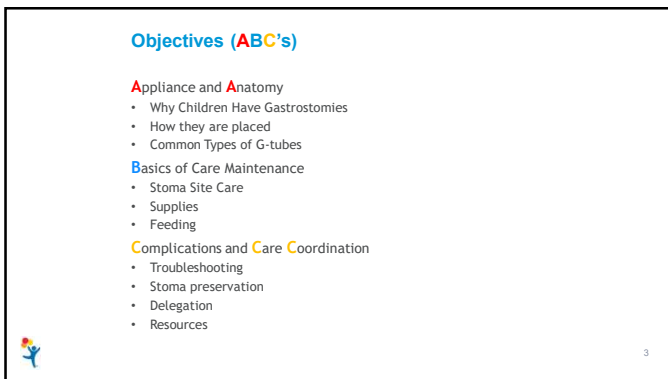 Objectives (ABC's)
Appliance and Anatomy
• Why Children Have Gastrostomies
• How they are placed
• Common Types of G-tubes
Basics of Care Maintenance
• Stoma Site Care
• Supplies
• Feeding
Complications and Care Coordination
• Troubleshooting
• Stoma preservation
• Delegation
• Resources
3